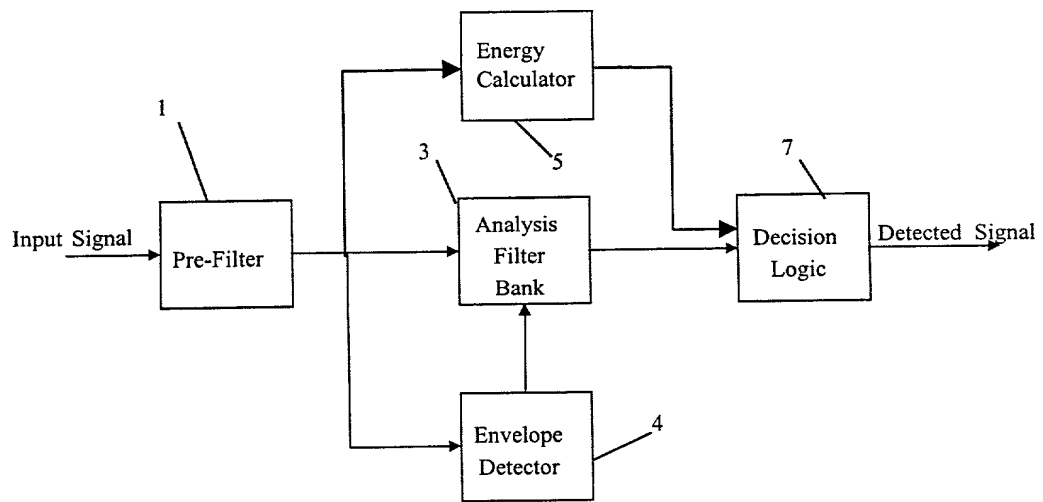 Energy
Calculator
1
5
3
7
Input Signal
Pre-Filter
Analysis
Filter
Bank
Decision
Logic
Detected Signal
Envelope
Detector
4